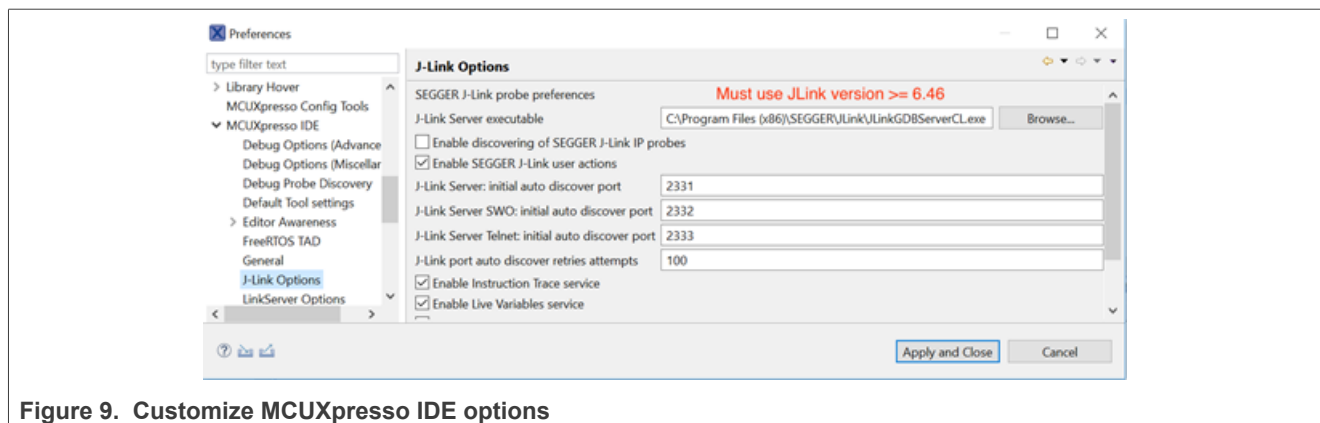 Preferences
type filter text
J-Link Options
> Library Hover
MCUXpresso Config Tools
MCUXpresso IDE
Debug Options (Advance
Debug Options (Miscellar
Debug Probe Discovery
Default Tool settings
> Editor Awareness
FreeRTOS TAD
General
J-Link Options
LinkServer Options
SEGGER J-Link probe preferences
Must use JLink version >= 6.46
J-Link Server executable C:\Program Files (x86)\SEGGER\JLink\JLinkGDBServerCL.exe Browse...
Enable discovering of SEGGER J-Link IP probes
Enable SEGGER J-Link user actions
J-Link Server: initial auto discover port 2331
J-Link Server SWO: initial auto discover port 2332
J-Link Server Telnet: initial auto discover port 2333
J-Link port auto discover retries attempts 100
Enable Instruction Trace service
Enable Live Variables service
Apply and Close Cancel
Figure 9. Customize MCUXpresso IDE options